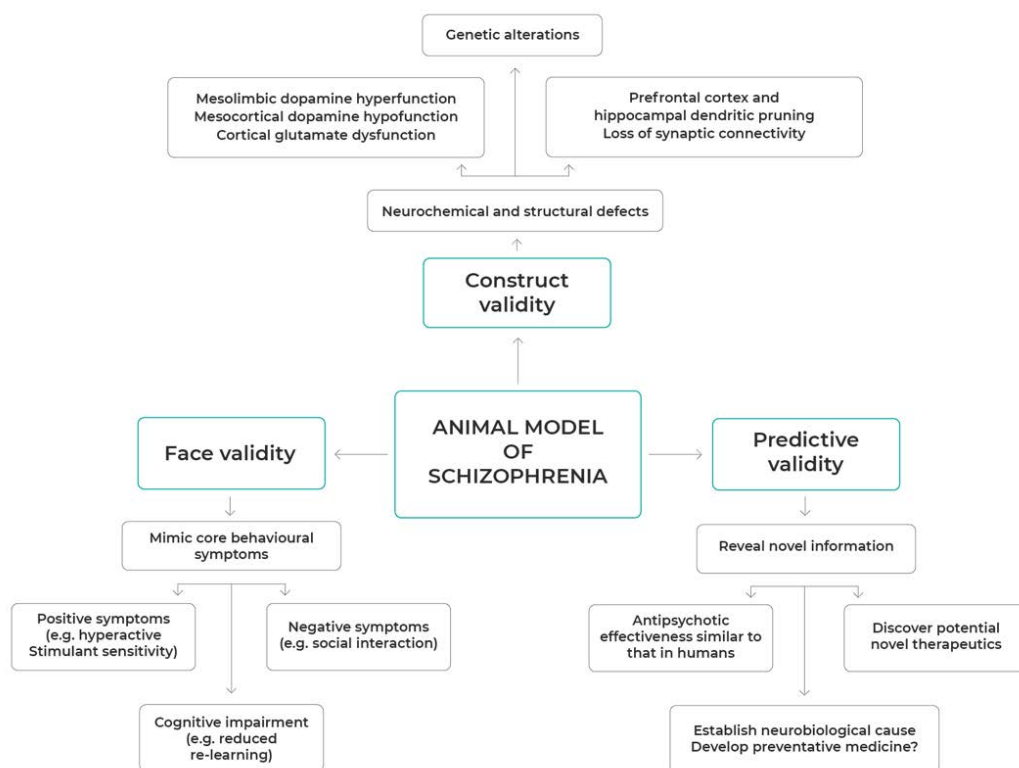 Genetic alterations
Mesolimbic dopamine hyperfunction
Mesocortical dopamine hypofunction
Cortical glutamate dysfunction
Prefrontal cortex and
hippocampal dendritic pruning
Loss of synaptic connectivity
Neurochemical and structural defects
Construct
validity
ANIMAL MODEL
OF
SCHIZOPHRENIA
Face validity
Predictive
validity
Mimic core behavioural
symptoms
Reveal novel information
Positive symptoms
(e.g. hyperactive
Stimulant sensitivity)
Negative symptoms
(e.g. social interaction)
Antipsychotic
effectiveness similar to
that in humans
Discover potential
novel therapeutics
Cognitive impairment
(e.g. reduced
re-learning)
Establish neurobiological cause
Develop preventative medicine?